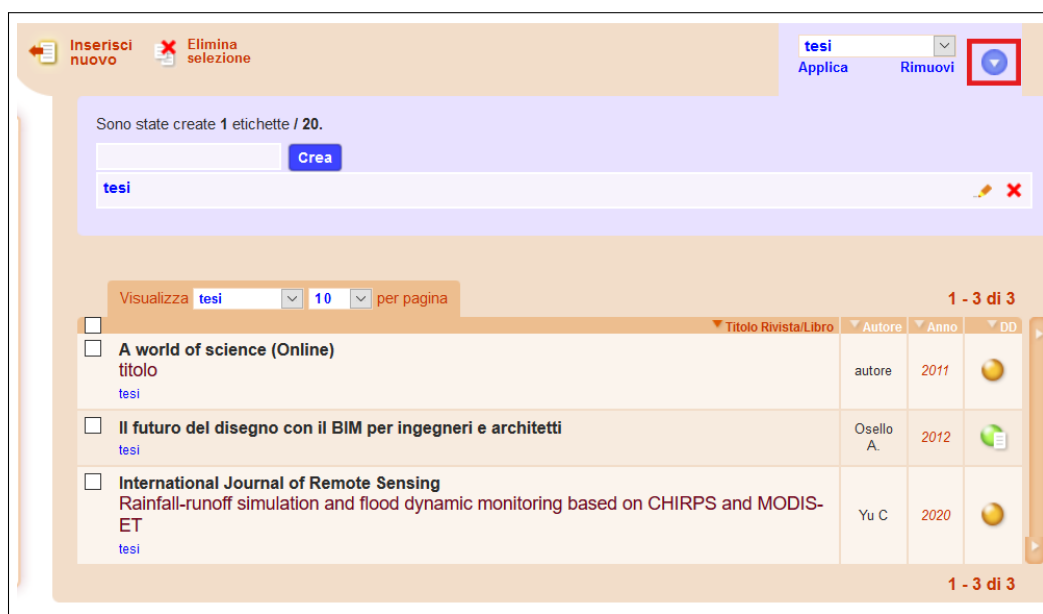 Inserisci
nuovo
Elimina
selezione
tesi
Applica Rimuovi
Sono state create 1 etichette / 20.
Crea
tesi
Visualizza tesi 10 per pagina
1 - 3 di 3
Titolo Rivista/Libro Autore Anno DD
A world of science (Online)
titolo
tesi
autore 2011
Il futuro del disegno con il BIM per ingegneri e architetti
tesi
Osello
A.
2012
International Journal of Remote Sensing
Rainfall-runoff simulation and flood dynamic monitoring based on CHIRPS and MODIS-
ET
tesi
Yu C 2020
1 - 3 di 3